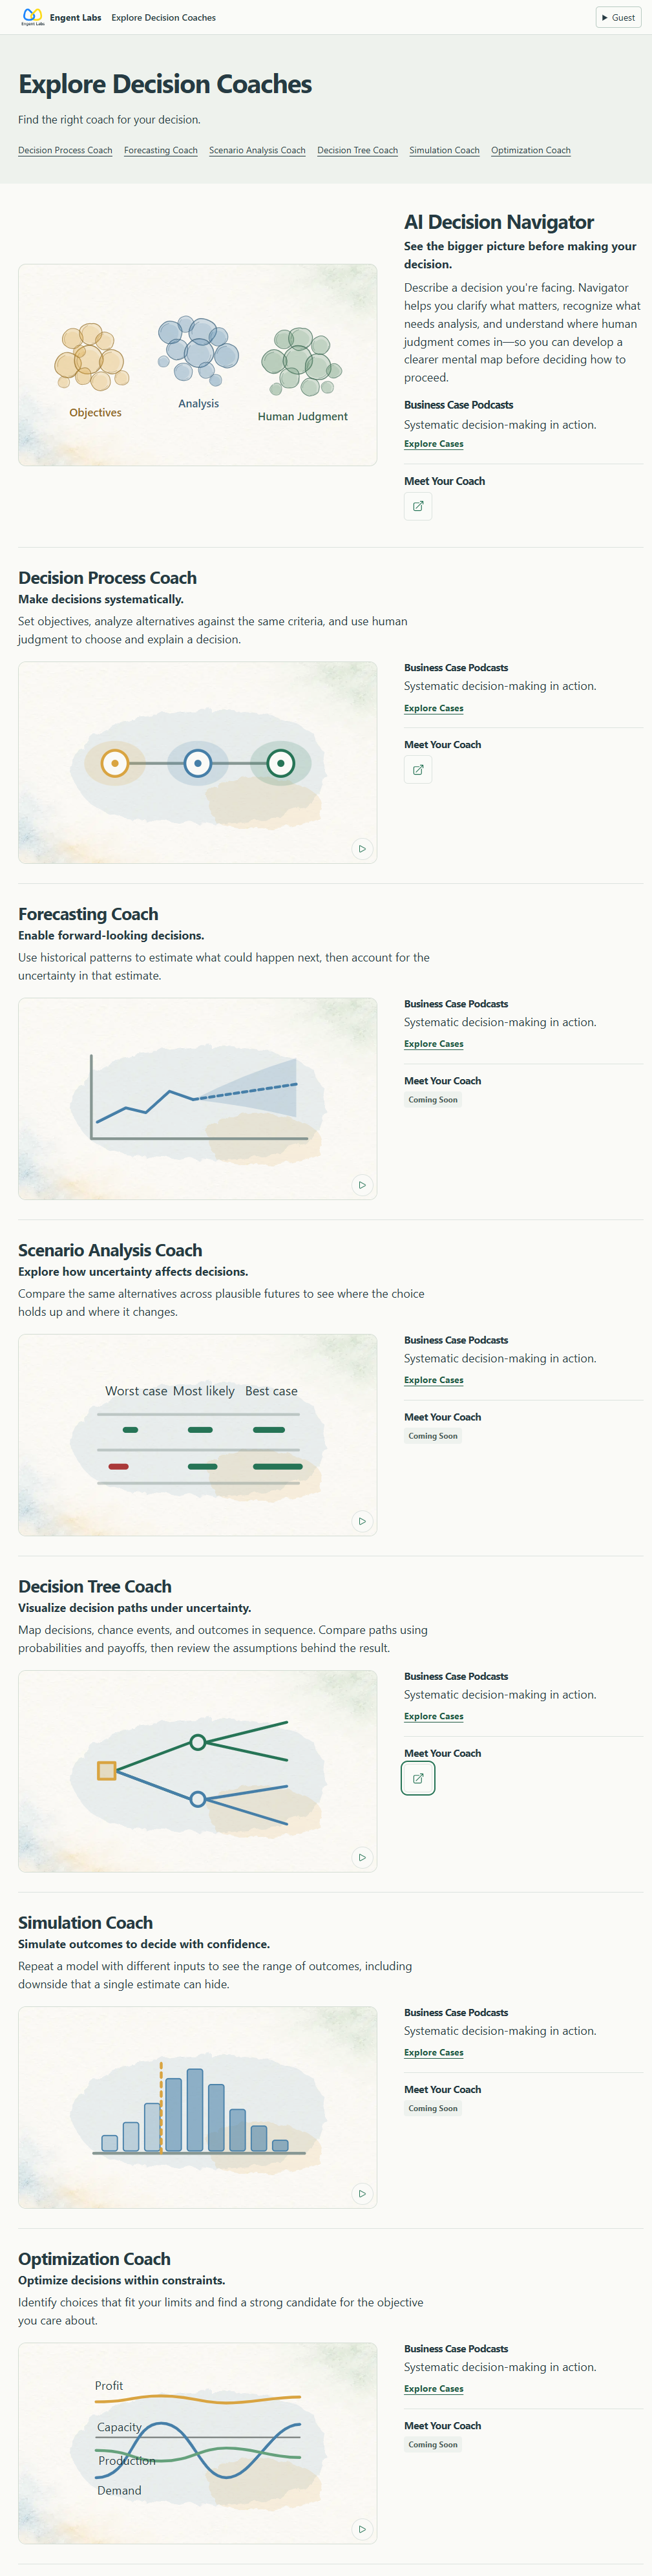 Engent Labs
Engent Labs Explore Decision Coaches
Guest
Explore Decision Coaches
Find the right coach for your decision.
Decision Process Coach Forecasting Coach Scenario Analysis Coach Decision Tree Coach Simulation Coach Optimization Coach
Objectives
Analysis
Human Judgment
AI Decision Navigator
See the bigger picture before making your
decision.
Describe a decision you're facing. Navigator
helps you clarify what matters, recognize what
needs analysis, and understand where human
judgment comes in—so you can develop a
clearer mental map before deciding how to
proceed.
Business Case Podcasts
Systematic decision-making in action.
Explore Cases
Meet Your Coach
Decision Process Coach
Make decisions systematically.
Set objectives, analyze alternatives against the same criteria, and use human
judgment to choose and explain a decision.
Business Case Podcasts
Systematic decision-making in action.
Explore Cases
Meet Your Coach
Forecasting Coach
Enable forward-looking decisions.
Use historical patterns to estimate what could happen next, then account for the
uncertainty in that estimate.
Business Case Podcasts
Systematic decision-making in action.
Explore Cases
Meet Your Coach
Coming Soon
Scenario Analysis Coach
Explore how uncertainty affects decisions.
Compare the same alternatives across plausible futures to see where the choice
holds up and where it changes.
Worst case Most likely Best case
Business Case Podcasts
Systematic decision-making in action.
Explore Cases
Meet Your Coach
Coming Soon
Decision Tree Coach
Visualize decision paths under uncertainty.
Map decisions, chance events, and outcomes in sequence. Compare paths using
probabilities and payoffs, then review the assumptions behind the result.
Business Case Podcasts
Systematic decision-making in action.
Explore Cases
Meet Your Coach
Simulation Coach
Simulate outcomes to decide with confidence.
Repeat a model with different inputs to see the range of outcomes, including
downside that a single estimate can hide.
Business Case Podcasts
Systematic decision-making in action.
Explore Cases
Meet Your Coach
Coming Soon
Optimization Coach
Optimize decisions within constraints.
Identify choices that fit your limits and find a strong candidate for the objective
you care about.
Profit
Capacity
Production
Demand
Business Case Podcasts
Systematic decision-making in action.
Explore Cases
Meet Your Coach
Coming Soon